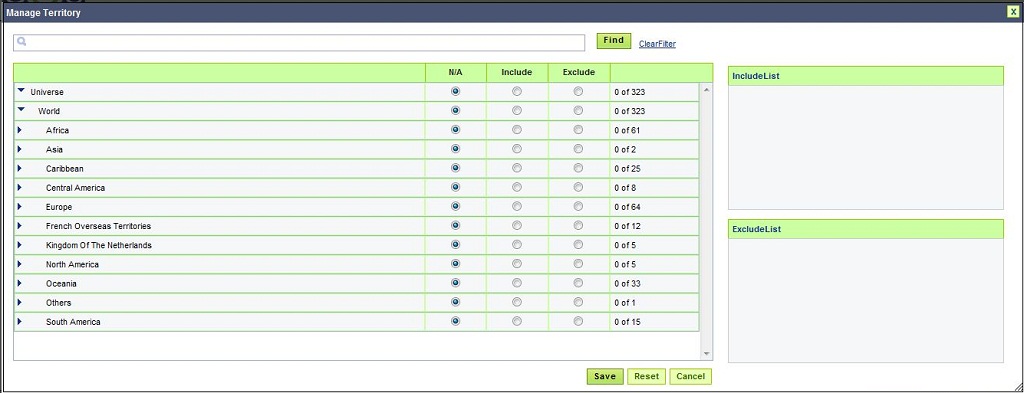 Manage Territory X
Find ClearFilter
N/A Include Exclude
Universe 0 of 323
World 0 of 323
Africa 0 of 61
Asia 0 of 2
Caribbean 0 of 25
Central America 0 of 8
Europe 0 of 64
French Overseas Territories 0 of 12
Kingdom Of The Netherlands 0 of 5
North America 0 of 5
Oceania 0 of 33
Others 0 of 1
South America 0 of 15
Save Reset Cancel
IncludeList
ExcludeList